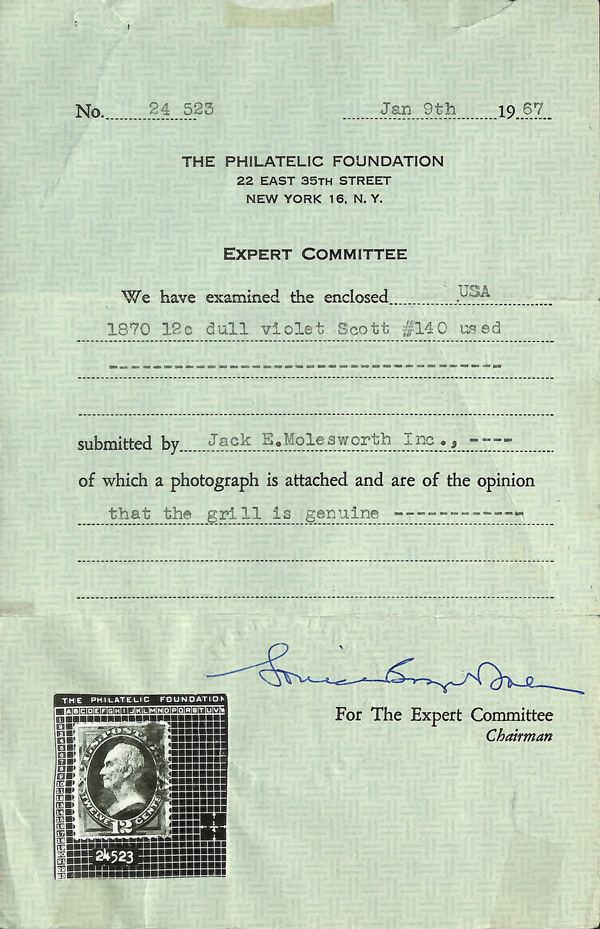 No. 24 523 Jan 9th 1967
THE PHILATELIC FOUNDATION
22 EAST 35TH STREET
NEW YORK 16, N. Y.
EXPERT COMMITTEE
We have examined the enclosed USA
1870 12c dull violet Scott #140 used
submitted by Jack E.Molesworth Inc., ----
of which a photograph is attached and are of the opinion
that the grill is genuine ------------
For The Expert Committee
Chairman
THE PHILATELIC FOUNDATION
ABCDEFGHIJKLMNOPQRSTUVW
TWELVE 12 CENTS
24523